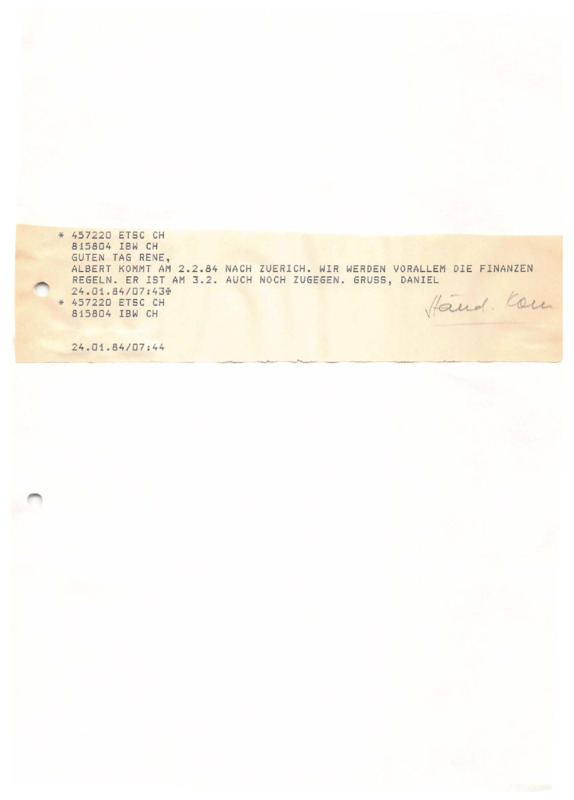 * 457220 ETSC CH
815804 IBW CH
GUTEN TAG RENE,
ALBERT KOMMT AM 2.2.84 NACH ZUERICH. WIR WERDEN VORALLEM DIE FINANZEN
REGELN. ER IST AM 3.2. AUCH NOCH ZUGEGEN. GRUSS, DANIEL
24.01.84/07:43*
* 457220 ETSC CH
815804 IBW CH
Händ. Kom
24.01.84/07:44